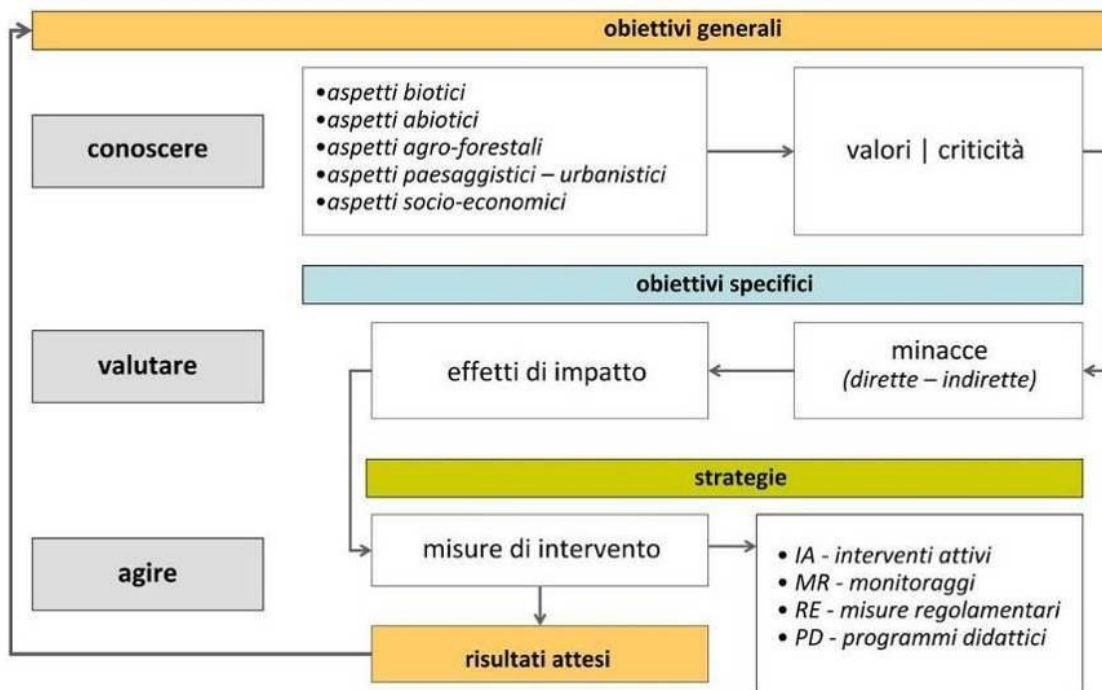 obiettivi generali
conoscere
•aspetti biotici
•aspetti abiotici
•aspetti agro-forestali
•aspetti paesaggistici – urbanistici
•aspetti socio-economici
valori | criticità
obiettivi specifici
valutare
effetti di impatto
minacce
(dirette – indirette)
strategie
agire
misure di intervento
• IA - interventi attivi
• MR - monitoraggi
• RE - misure regolamentari
• PD - programmi didattici
risultati attesi